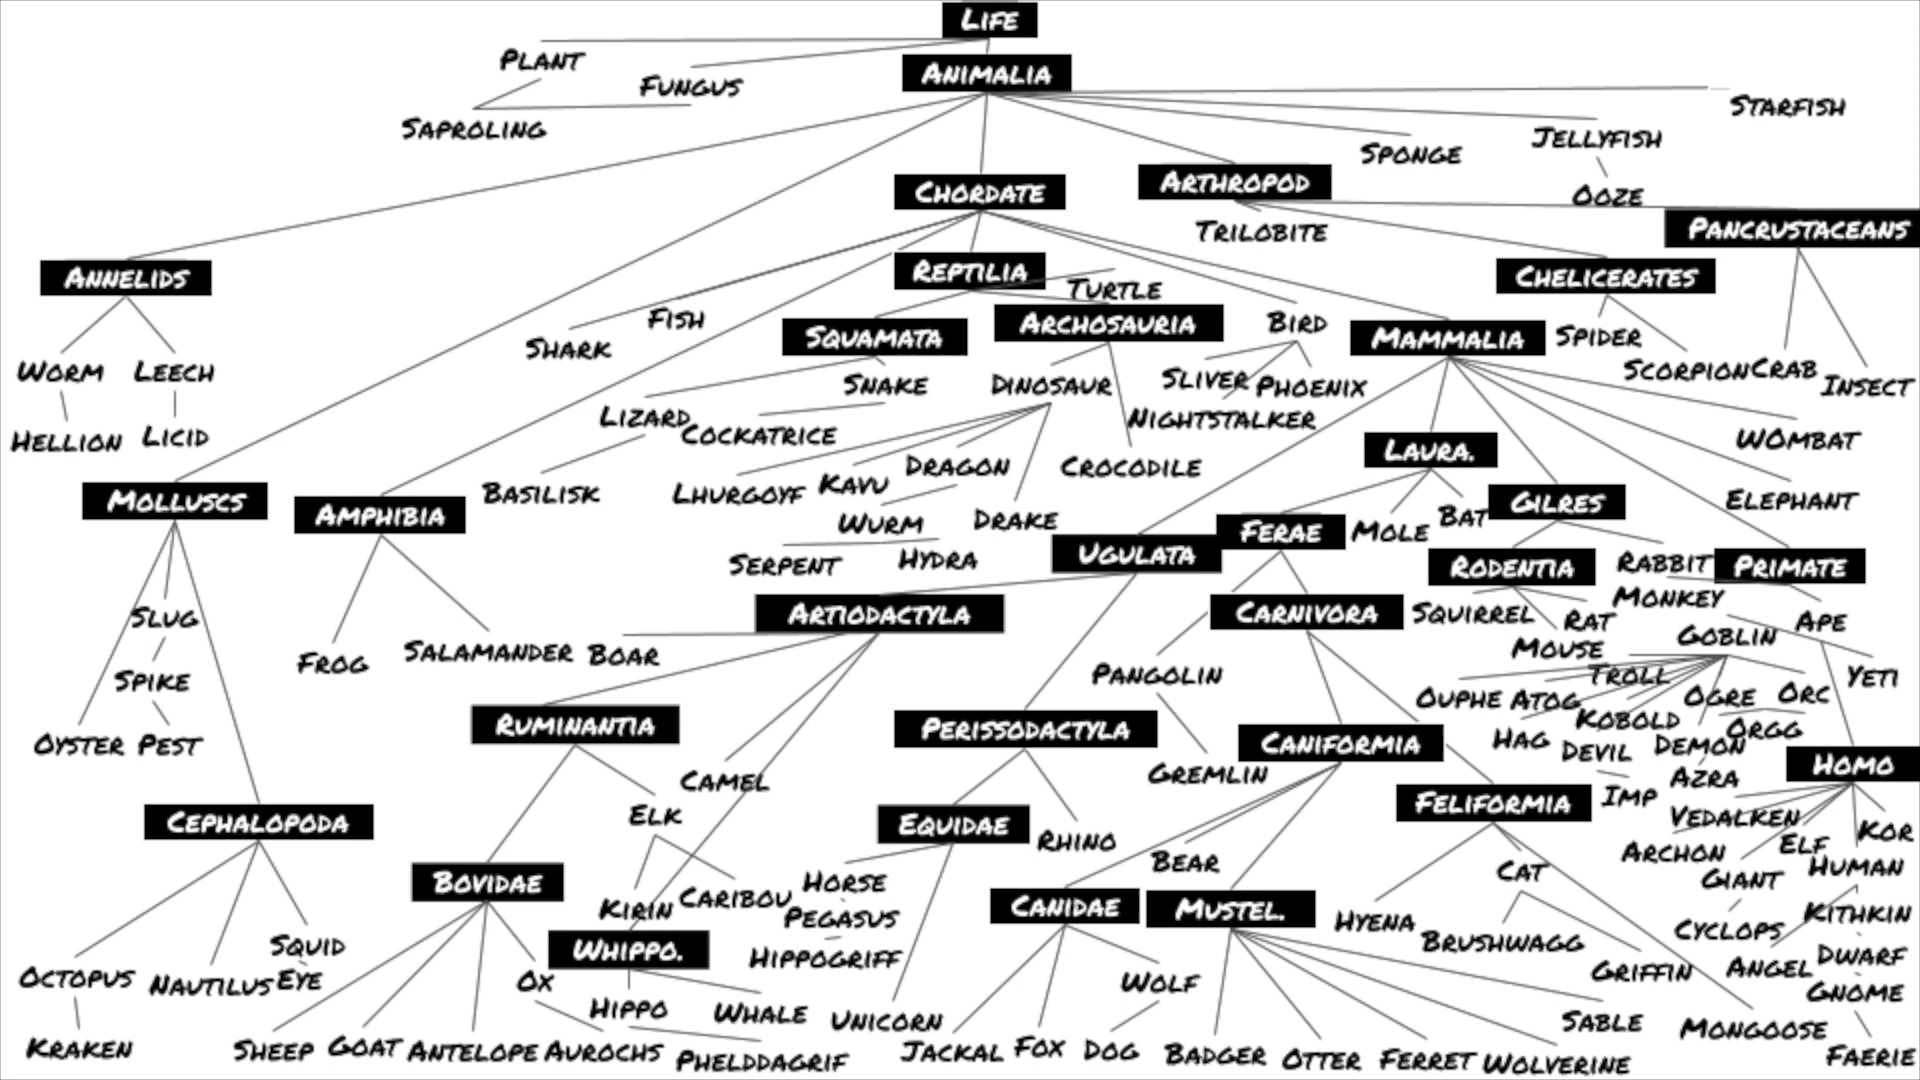 LIFE
PLANT
ANIMALIA
FUNGUS
SAPROLING
STARFISH
JELLYFISH
SPONGE
CHORDATE
ARTHROPOD
OOZE
TRILOBITE
PANCRUSTACEANS
ANNELIDS
REPTILIA
TURTLE
CHELICERATES
FISH
SHARK
SQUAMATA
ARCHOSAURIA
BIRD
MAMMALIA
SPIDER
WORM
LEECH
SNAKE
DINOSAUR
SLIVER
PHOENIX
SCORPION
CRAB
INSECT
HELLION
LICID
LIZARD
COCKATRICE
NIGHTSTALKER
LAURA.
WOMBAT
MOLLUSCS
AMPHIBIA
BASILISK
LHURGOYF
KAVU
DRAGON
CROCODILE
GILRES
ELEPHANT
WURM
DRAKE
FERAE
MOLE
BAT
SERPENT
HYDRA
UGULATA
RODENTIA
RABBIT
PRIMATE
SLUG
ARTIODACTYLA
CARNIVORA
SQUIRREL
RAT
MONKEY
APE
FROG
SALAMANDER
BOAR
MOUSE
GOBLIN
SPIKE
PANGOLIN
TROLL
YETI
OUPHE
ATOG
OGRE
ORC
OYSTER
PEST
RUMINANTIA
PERISSODACTYLA
CANIFORMIA
HAG
KOBOLD
ORGG
DEVIL
DEMON
CAMEL
GREMLIN
AZRA
HOMO
CEPHALOPODA
ELK
EQUIDAE
RHINO
FELIFORMIA
IMP
VEDALKEN
KOR
BEAR
ARCHON
ELF
BOVIDAE
HORSE
CAT
GIANT
HUMAN
KIRIN
CARIBOU
PEGASUS
CANIDAE
MUSTEL.
HYENA
KITHKIN
SQUID
WHIPPO.
HIPPOGRIFF
BRUSHWAGG
CYCLOPS
OCTOPUS
NAUTILUS
EYE
OX
WOLF
GRIFFIN
ANGEL
DWARF
HIPPO
WHALE
UNICORN
SABLE
MONGOOSE
GNOME
KRAKEN
SHEEP
GOAT
ANTELOPE
AUROCHS
PHELDDAGRIF
JACKAL
FOX
DOG
BADGER
OTTER
FERRET
WOLVERINE
FAERIE